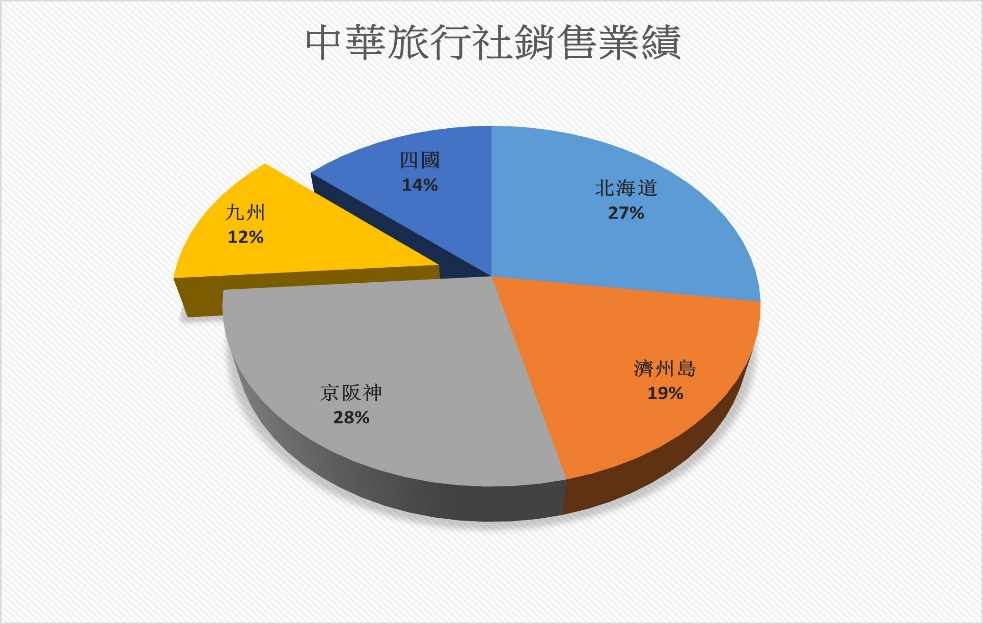 中華旅行社銷售業績
四國
14%
北海道
27%
九州
12%
濟州島
19%
京阪神
28%